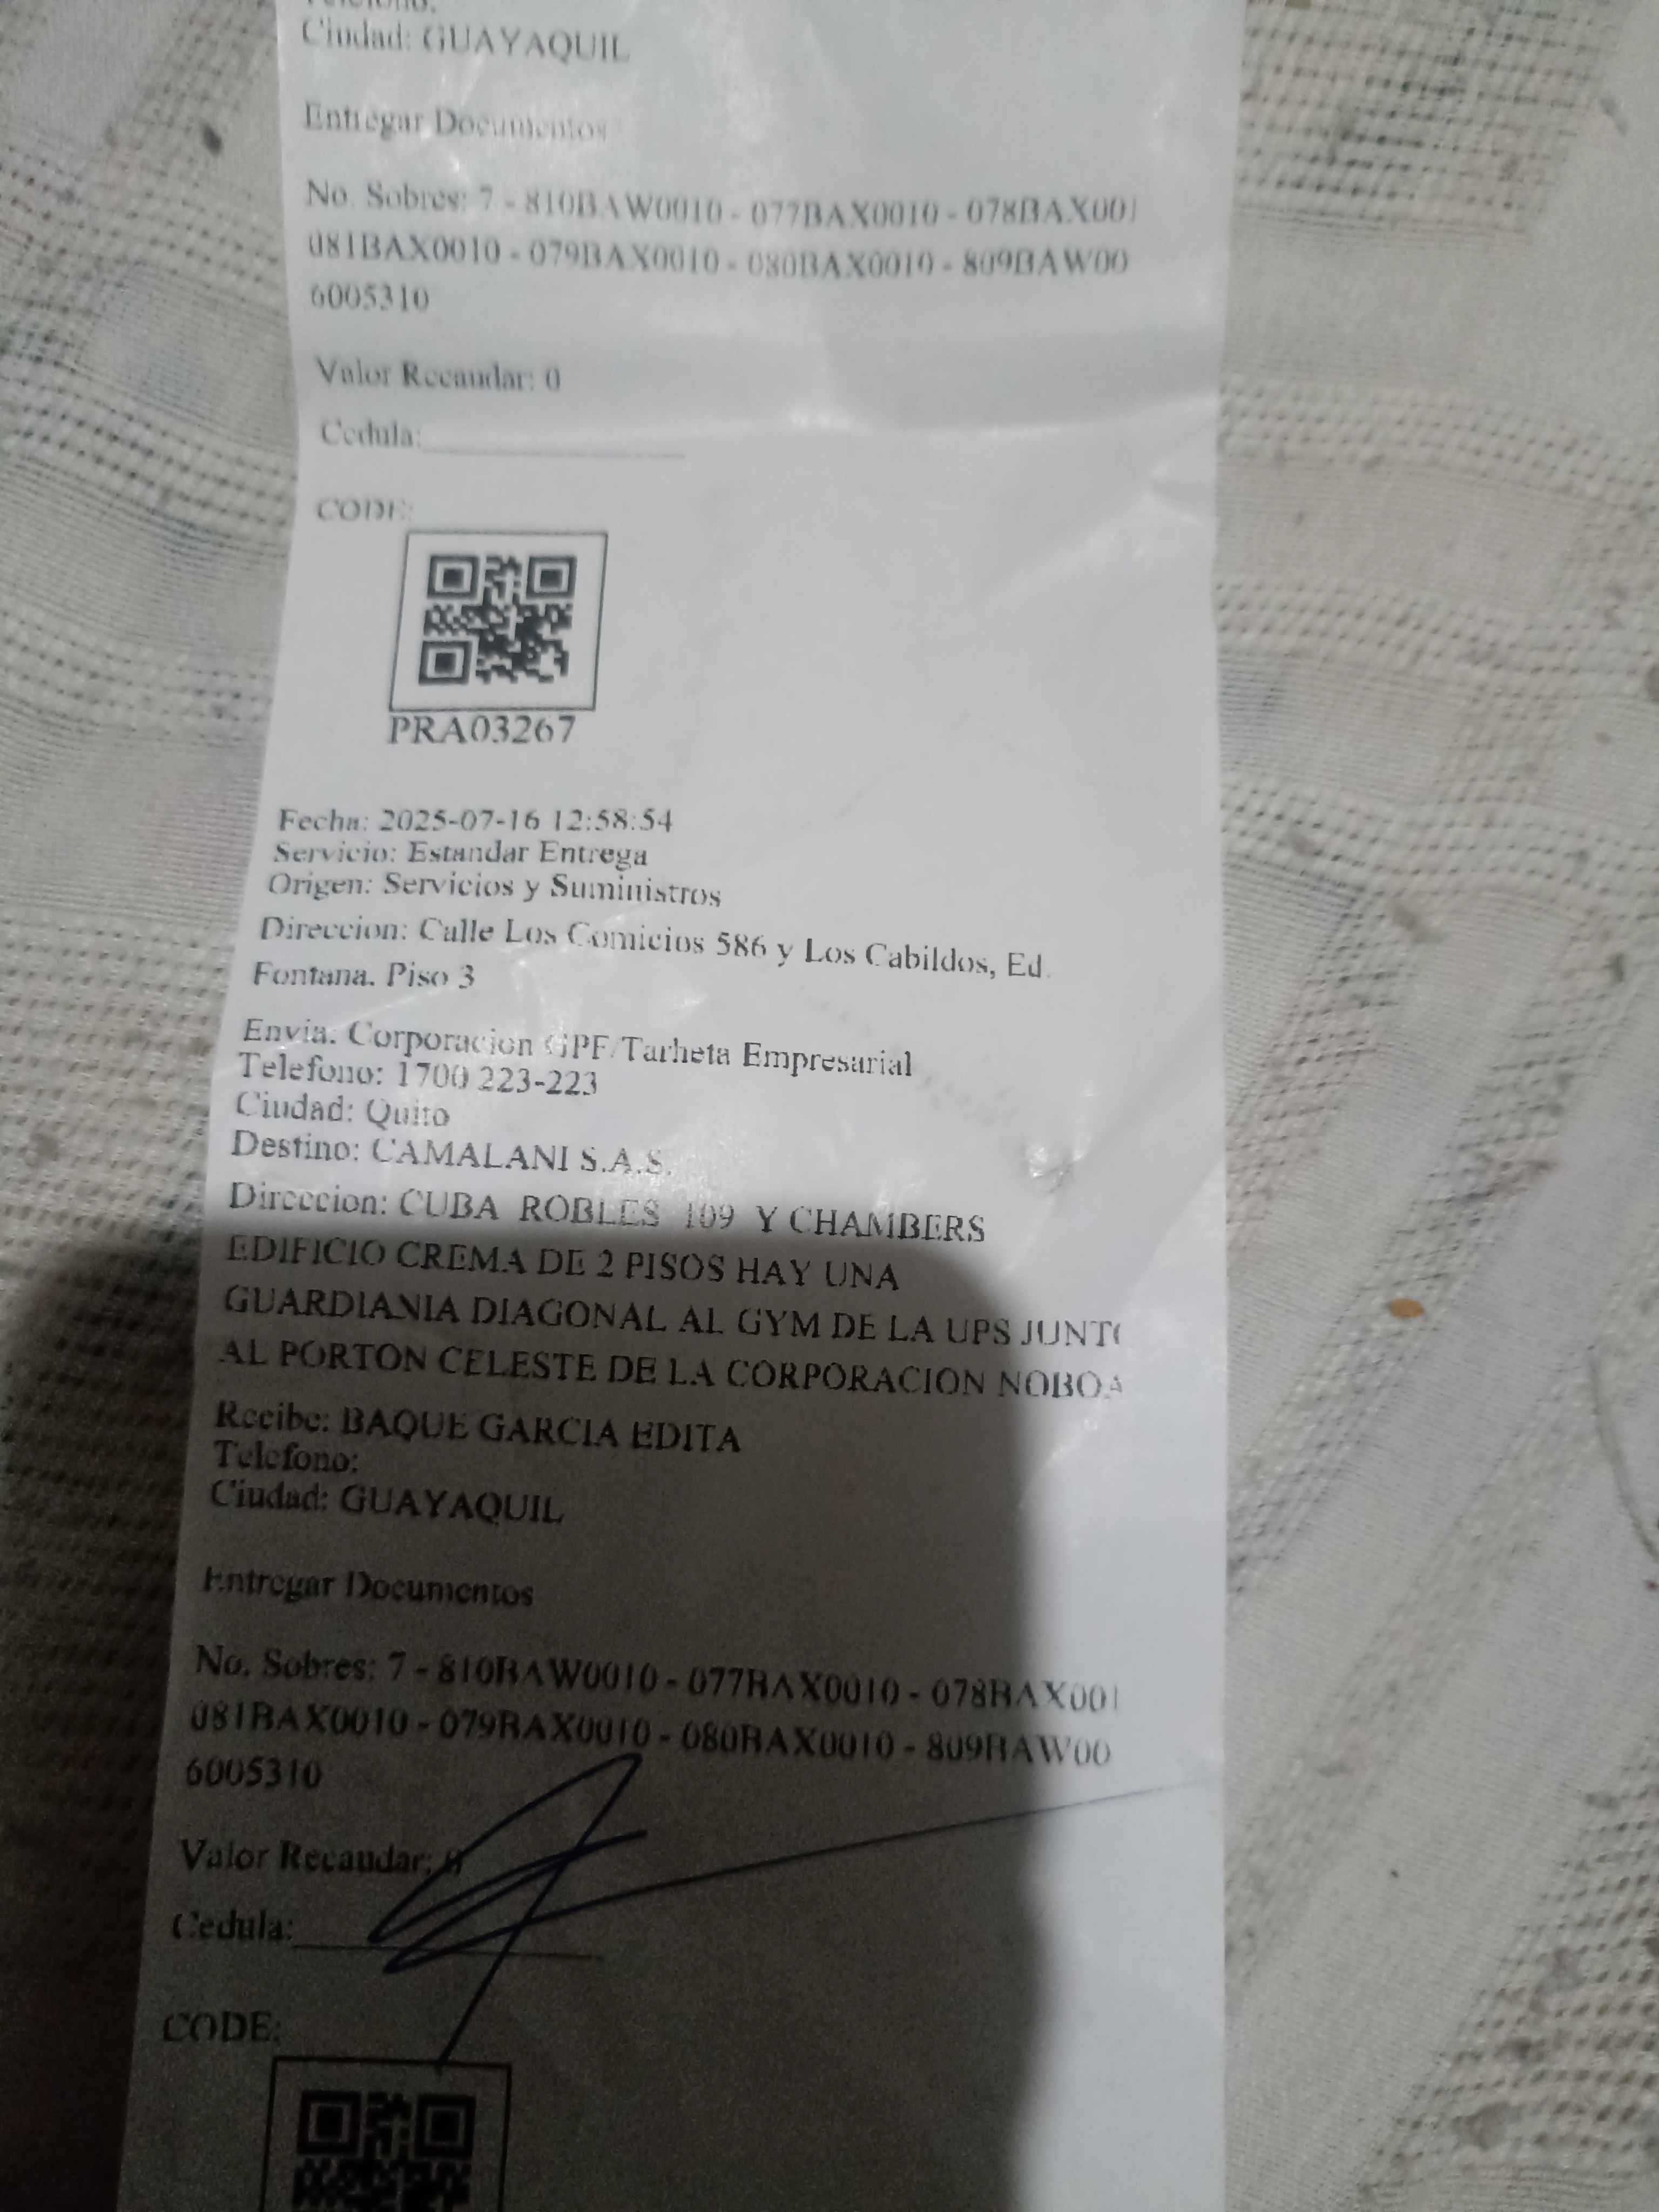 Telefono:
Ciudad: GUAYAQUIL
Entregar Documentos
No. Sobres: 7 - 810BAW0010 - 077BAX0010 - 078BAX001
081BAX0010 - 079BAX0010 - 080BAX0010 - 809BAW00
6005310
Valor Recaudar: 0
Cedula:
CODE:
PRA03267
Fecha: 2025-07-16 12:58:54
Servicio: Estandar Entrega
Origen: Servicios y Suministros
Direccion: Calle Los Comicios 586 y Los Cabildos, Ed.
Fontana. Piso 3
Envia: Corporacion GPF/Tarheta Empresarial
Telefono: 1700 223-223
Ciudad: Quito
Destino: CAMALANI S.A.S.
Direccion: CUBA ROBLES 109 Y CHAMBERS
EDIFICIO CREMA DE 2 PISOS HAY UNA
GUARDIANIA DIAGONAL AL GYM DE LA UPS JUNTO
AL PORTON CELESTE DE LA CORPORACION NOBOA
Recibe: BAQUE GARCIA EDITA
Telefono:
Ciudad: GUAYAQUIL
Entregar Documentos
No. Sobres: 7 - 810BAW0010 - 077BAX0010 - 078BAX001
081BAX0010 - 079BAX0010 - 080BAX0010 - 809BAW00
6005310
Valor Recaudar: 0
Cedula:
CODE: